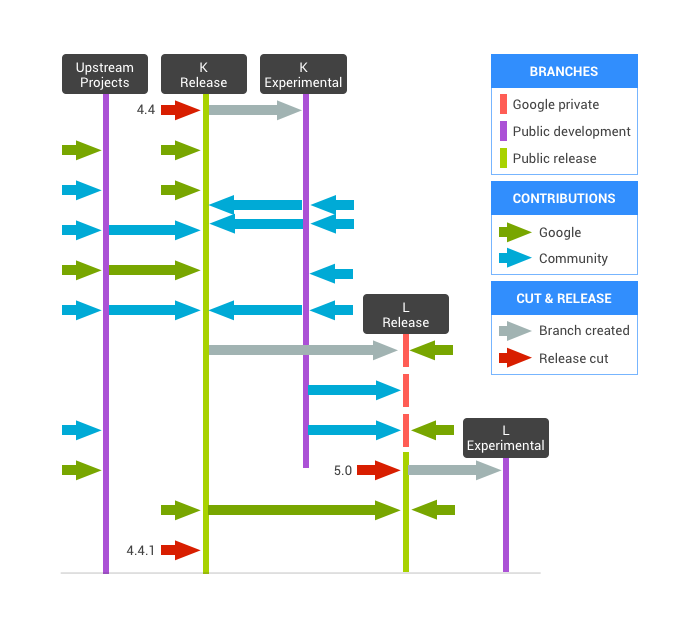 Upstream
Projects
K
Release
K
Experimental
BRANCHES
Google private
Public development
Public release
4.4
CONTRIBUTIONS
Google
Community
CUT & RELEASE
Branch created
Release cut
L
Release
L
Experimental
5.0
4.4.1